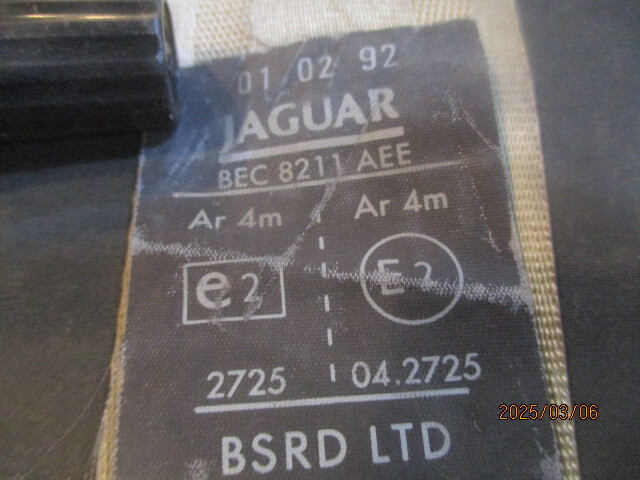 01 02 92
JAGUAR
BEC 8211 AEE
Ar 4m Ar 4m
e2 E2
2725 04.2725
BSRD LTD
2025/03/06